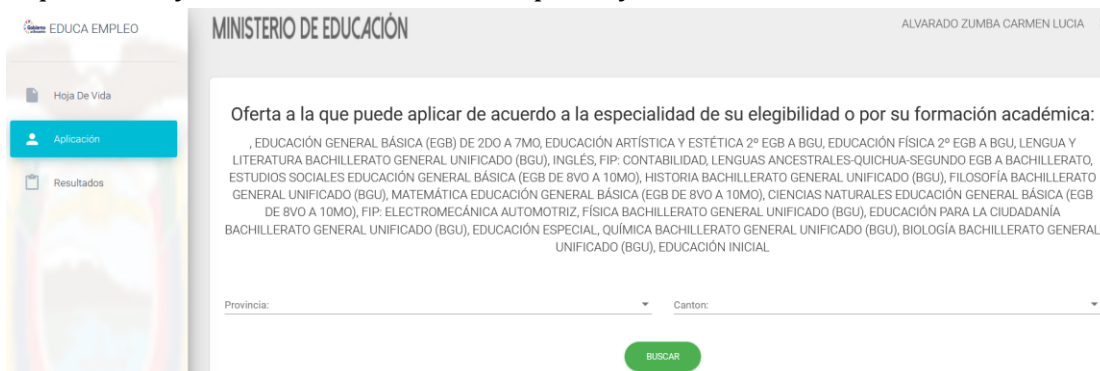 EDUCA EMPLEO
MINISTERIO DE EDUCACIÓN
ALVARADO ZUMBA CARMEN LUCIA
Hoja De Vida
Aplicación
Resultados
Oferta a la que puede aplicar de acuerdo a la especialidad de su elegibilidad o por su formación académica:
, EDUCACIÓN GENERAL BÁSICA (EGB) DE 2DO A 7MO, EDUCACIÓN ARTÍSTICA Y ESTÉTICA 2º EGB A BGU, EDUCACIÓN FÍSICA 2º EGB A BGU, LENGUA Y
LITERATURA BACHILLERATO GENERAL UNIFICADO (BGU), INGLÉS, FIP: CONTABILIDAD, LENGUAS ANCESTRALES-QUICHUA-SEGUNDO EGB A BACHILLERATO,
ESTUDIOS SOCIALES EDUCACIÓN GENERAL BÁSICA (EGB DE 8VO A 10MO), HISTORIA BACHILLERATO GENERAL UNIFICADO (BGU), FILOSOFÍA BACHILLERATO
GENERAL UNIFICADO (BGU), MATEMÁTICA EDUCACIÓN GENERAL BÁSICA (EGB DE 8VO A 10MO), CIENCIAS NATURALES EDUCACIÓN GENERAL BÁSICA (EGB
DE 8VO A 10MO), FIP: ELECTROMECÁNICA AUTOMOTRIZ, FÍSICA BACHILLERATO GENERAL UNIFICADO (BGU), EDUCACIÓN PARA LA CIUDADANÍA
BACHILLERATO GENERAL UNIFICADO (BGU), EDUCACIÓN ESPECIAL, QUÍMICA BACHILLERATO GENERAL UNIFICADO (BGU), BIOLOGÍA BACHILLERATO GENERAL
UNIFICADO (BGU), EDUCACIÓN INICIAL
Provincia:
Canton:
BUSCAR